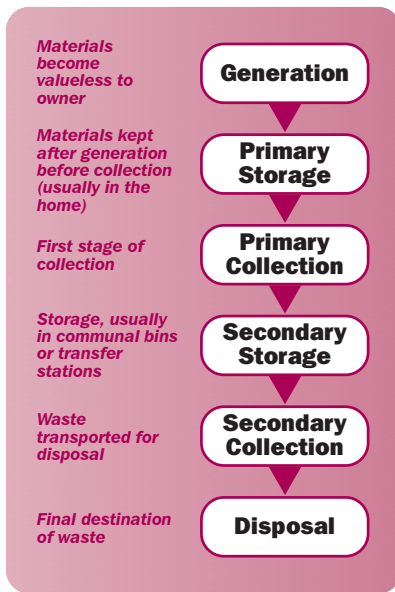 Materials
become
valueless to
owner
Generation
Materials kept
after generation
before collection
(usually in the
home)
Primary
Storage
First stage of
collection
Primary
Collection
Storage, usually
in communal bins
or transfer
stations
Secondary
Storage
Waste
transported for
disposal
Secondary
Collection
Final destination
of waste
Disposal